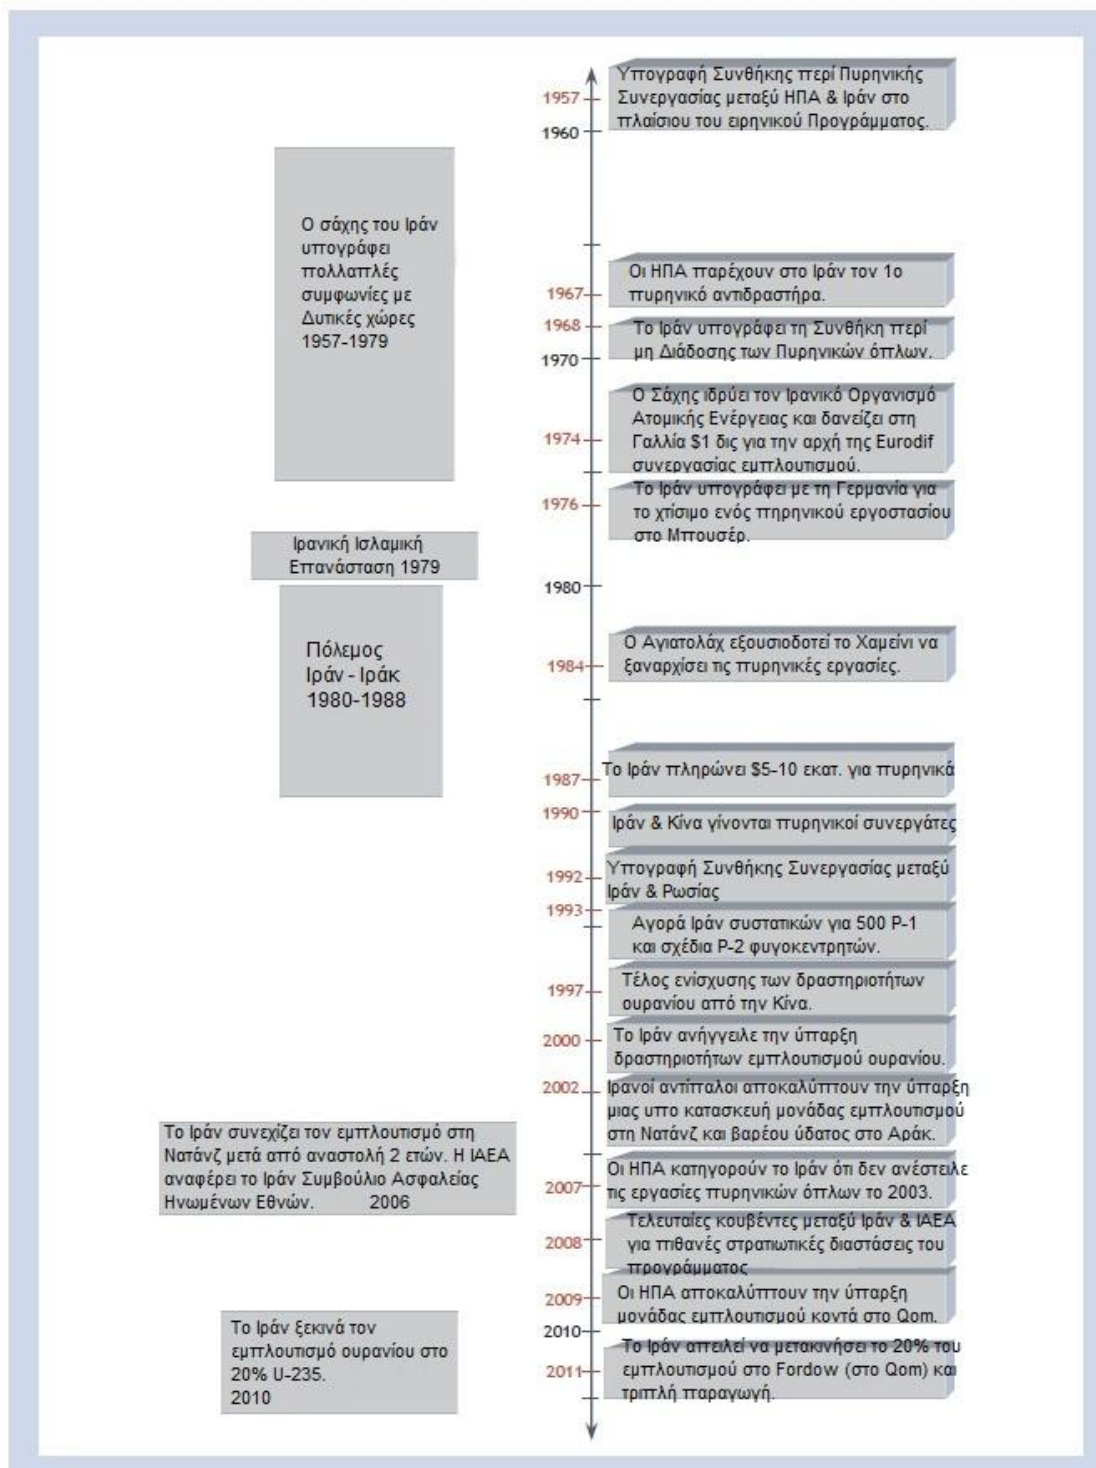 1957
Υπογραφή Συνθήκης περί Πυρηνικής
Συνεργασίας μεταξύ ΗΠΑ & Ιράν στο
πλαίσιου του ειρηνικού Προγράμματος.
1960
Ο σάχης του Ιράν
υπογράφει
πολλαπλές
συμφωνίες με
Δυτικές χώρες
1957-1979
1967
Οι ΗΠΑ παρέχουν στο Ιράν τον 1ο
πυρηνικό αντιδραστήρα.
1968
Το Ιράν υπογράφει τη Συνθήκη περί
μη Διάδοσης των Πυρηνικών όπλων.
1970
1974
Ο Σάχης ιδρύει τον Ιρανικό Οργανισμό
Ατομικής Ενέργειας και δανείζει στη
Γαλλία $1 δις για την αρχή της Eurodif
συνεργασίας εμπλουτισμού.
1976
Το Ιράν υπογράφει με τη Γερμανία για
το χτίσιμο ενός πηρηνικού εργοστασίου
στο Μπουσέρ.
Ιρανική Ισλαμική
Επανάσταση 1979
1980
Πόλεμος
Ιράν - Ιράκ
1980-1988
1984
Ο Αγιατολάχ εξουσιοδοτεί το Χαμείνι να
ξαναρχίσει τις πυρηνικές εργασίες.
1987
Το Ιράν πληρώνει $5-10 εκατ. για πυρηνικά
1990
Ιράν & Κίνα γίνονται πυρηνικοί συνεργάτες
1992
Υπογραφή Συνθήκης Συνεργασίας μεταξύ
Ιράν & Ρωσίας
1993
Αγορά Ιράν συστατικών για 500 P-1
και σχέδια P-2 φυγοκεντρητών.
1997
Τέλος ενίσχυσης των δραστηριοτήτων
ουρανίου από την Κίνα.
2000
Το Ιράν ανήγγειλε την ύπαρξη
δραστηριοτήτων εμπλουτισμού ουρανίου.
2002
Ιρανοί αντίπαλοι αποκαλύπτουν την ύπαρξη
μιας υπο κατασκευή μονάδας εμπλουτισμού
στη Νατάνζ και βαρέου ύδατος στο Αράκ.
Το Ιράν συνεχίζει τον εμπλουτισμό στη
Νατάνζ μετά από αναστολή 2 ετών. Η ΙΑΕΑ
αναφέρει το Ιράν Συμβούλιο Ασφαλείας
Ηνωμένων Εθνών. 2006
2007
Οι ΗΠΑ κατηγορούν το Ιράν ότι δεν ανέστειλε
τις εργασίες πυρηνικών όπλων το 2003.
2008
Τελευταίες κουβέντες μεταξύ Ιράν & ΙΑΕΑ
για πιθανές στρατιωτικές διαστάσεις του
προγράμματος
2009
Οι ΗΠΑ αποκαλύπτουν την ύπαρξη
μονάδας εμπλουτισμού κοντά στο Qom.
2010
Το Ιράν ξεκινά τον
εμπλουτισμό ουρανίου στο
20% U-235.
2010
2011
Το Ιράν απειλεί να μετακινήσει το 20% του
εμπλουτισμού στο Fordow (στο Qom) και
τριπλή παραγωγή.